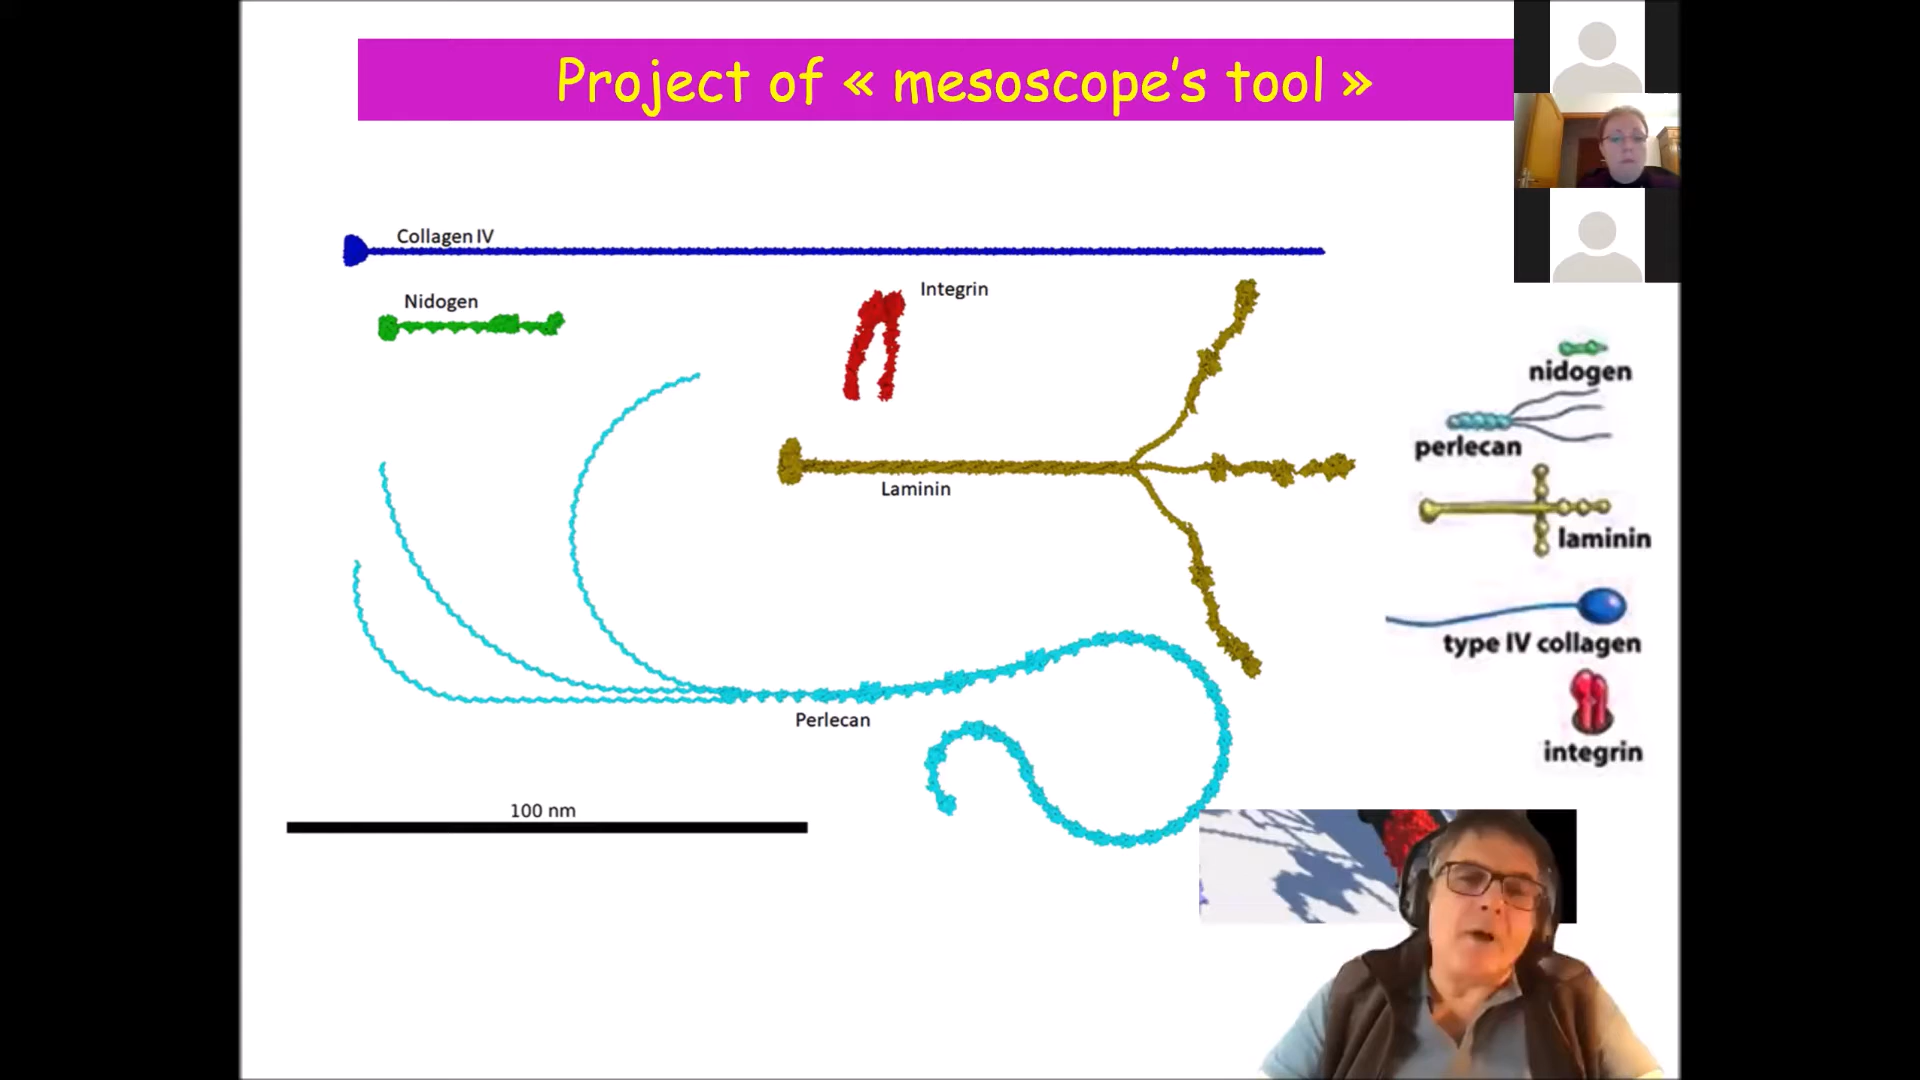 Project of « mesoscope's tool »
Collagen IV
Nidogen
Integrin
Laminin
Perlecan
100 nm
nidogen
perlecan
laminin
type IV collagen
integrin